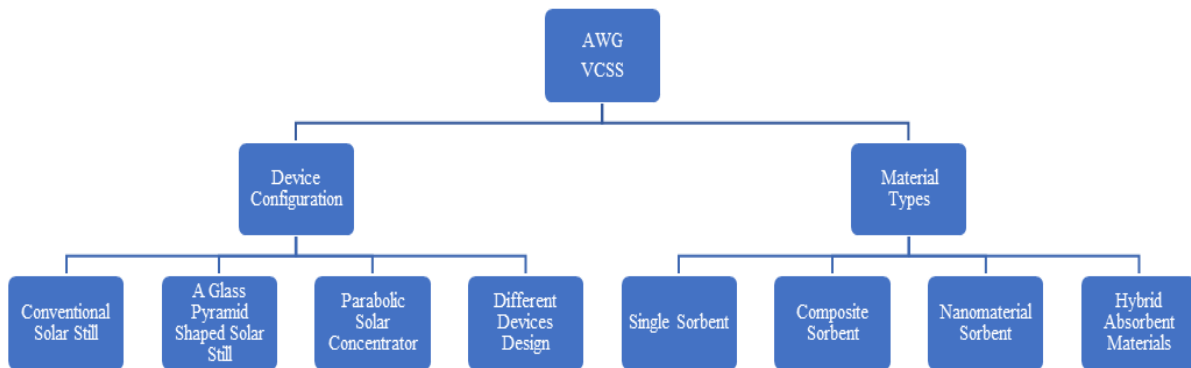 AWG
VCSS
Device
Configuration
Material
Types
Conventional
Solar Still
A Glass
Pyramid
Shaped Solar
Still
Parabolic
Solar
Concentrator
Different
Devices
Design
Single Sorbent
Composite
Sorbent
Nanomaterial
Sorbent
Hybrid
Absorbent
Materials